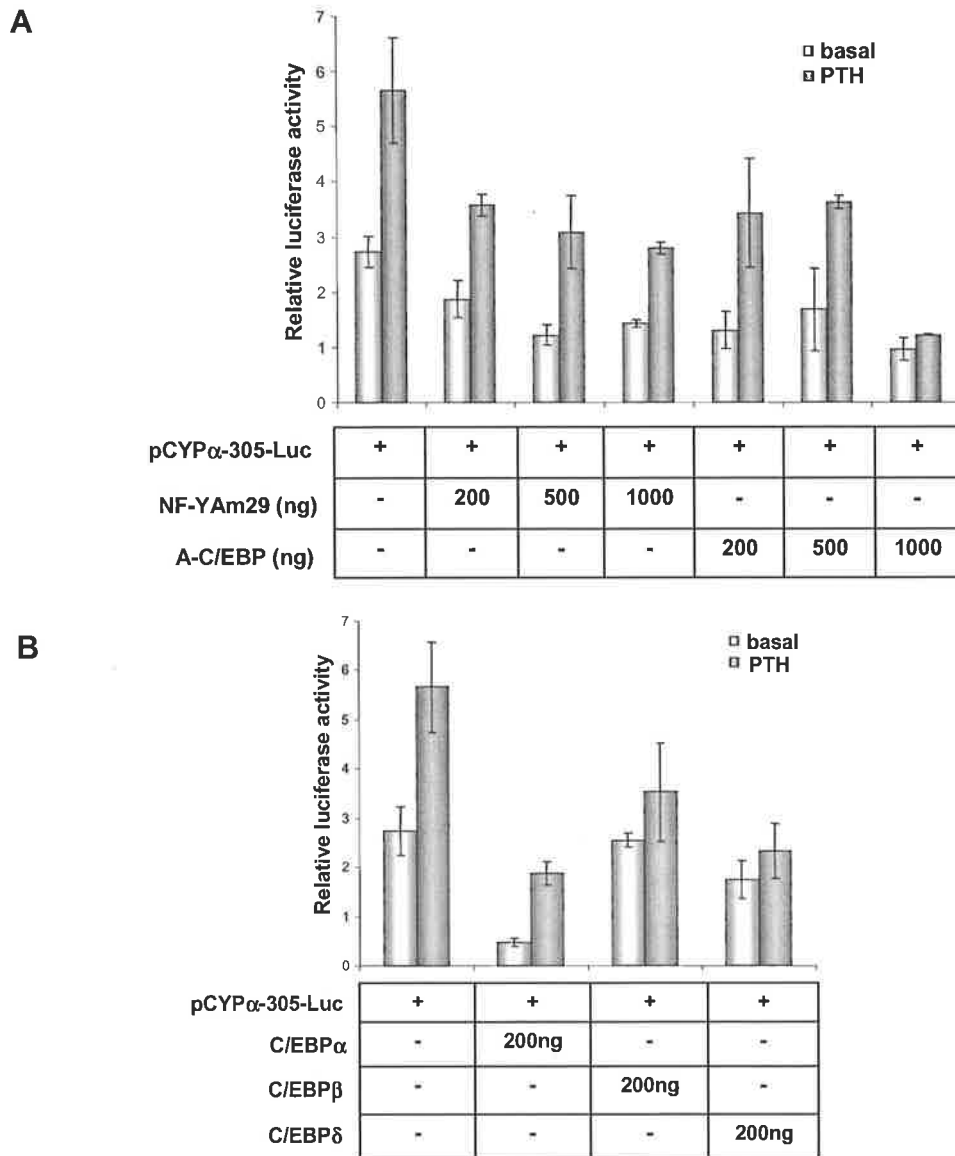 A
7
6
5
4
3
2
1
0
Relative luciferase activity
basal
PTH
pCYPα-305-Luc + + + + + + +
NF-YAm29 (ng) - 200 500 1000 - - -
A-C/EBP (ng) - - - - 200 500 1000
B
7
6
5
4
3
2
1
0
Relative luciferase activity
basal
PTH
pCYPα-305-Luc + + + +
C/EBPα - 200ng - -
C/EBPβ - - 200ng -
C/EBPδ - - - 200ng